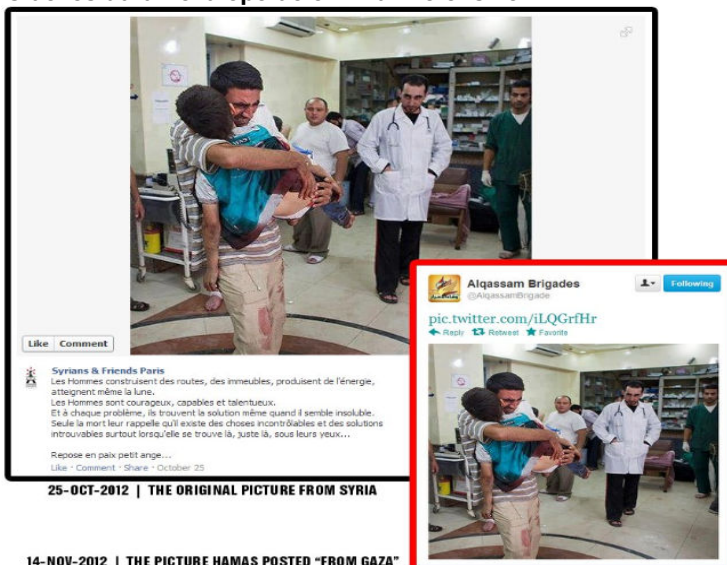 Like Comment
Syrians & Friends Paris
Les Hommes construisent des routes, des immeubles, produisent de l'énergie,
atteignent même la lune.
Les Hommes sont courageux, capables et talentueux.
Et à chaque problème, ils trouvent la solution même quand il semble insoluble.
Seule la mort leur rappelle qu'il existe des choses incontrôlables et des solutions
introuvables surtout lorsqu'elle se trouve là, juste là, sous leurs yeux...
Repose en paix petit ange...
Like · Comment · Share · October 25
25-OCT-2012 | THE ORIGINAL PICTURE FROM SYRIA
Alqassam Brigades
@AlqassamBrigade
Following
pic.twitter.com/iLQGrfHr
Reply Retweet Favorite
14-NOV-2012 | THE PICTURE HAMAS POSTED "FROM GAZA"